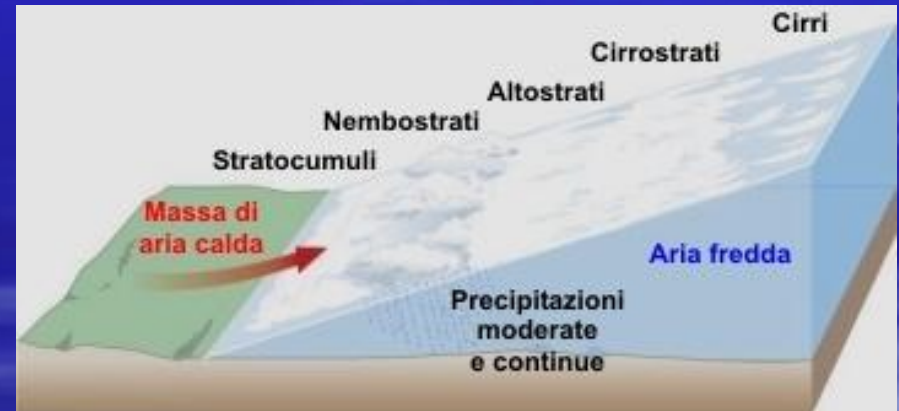 Cirri
Cirrostrati
Altostrati
Nembostrati
Stratocumuli
Massa di
aria calda
Aria fredda
Precipitazioni
moderate
e continue